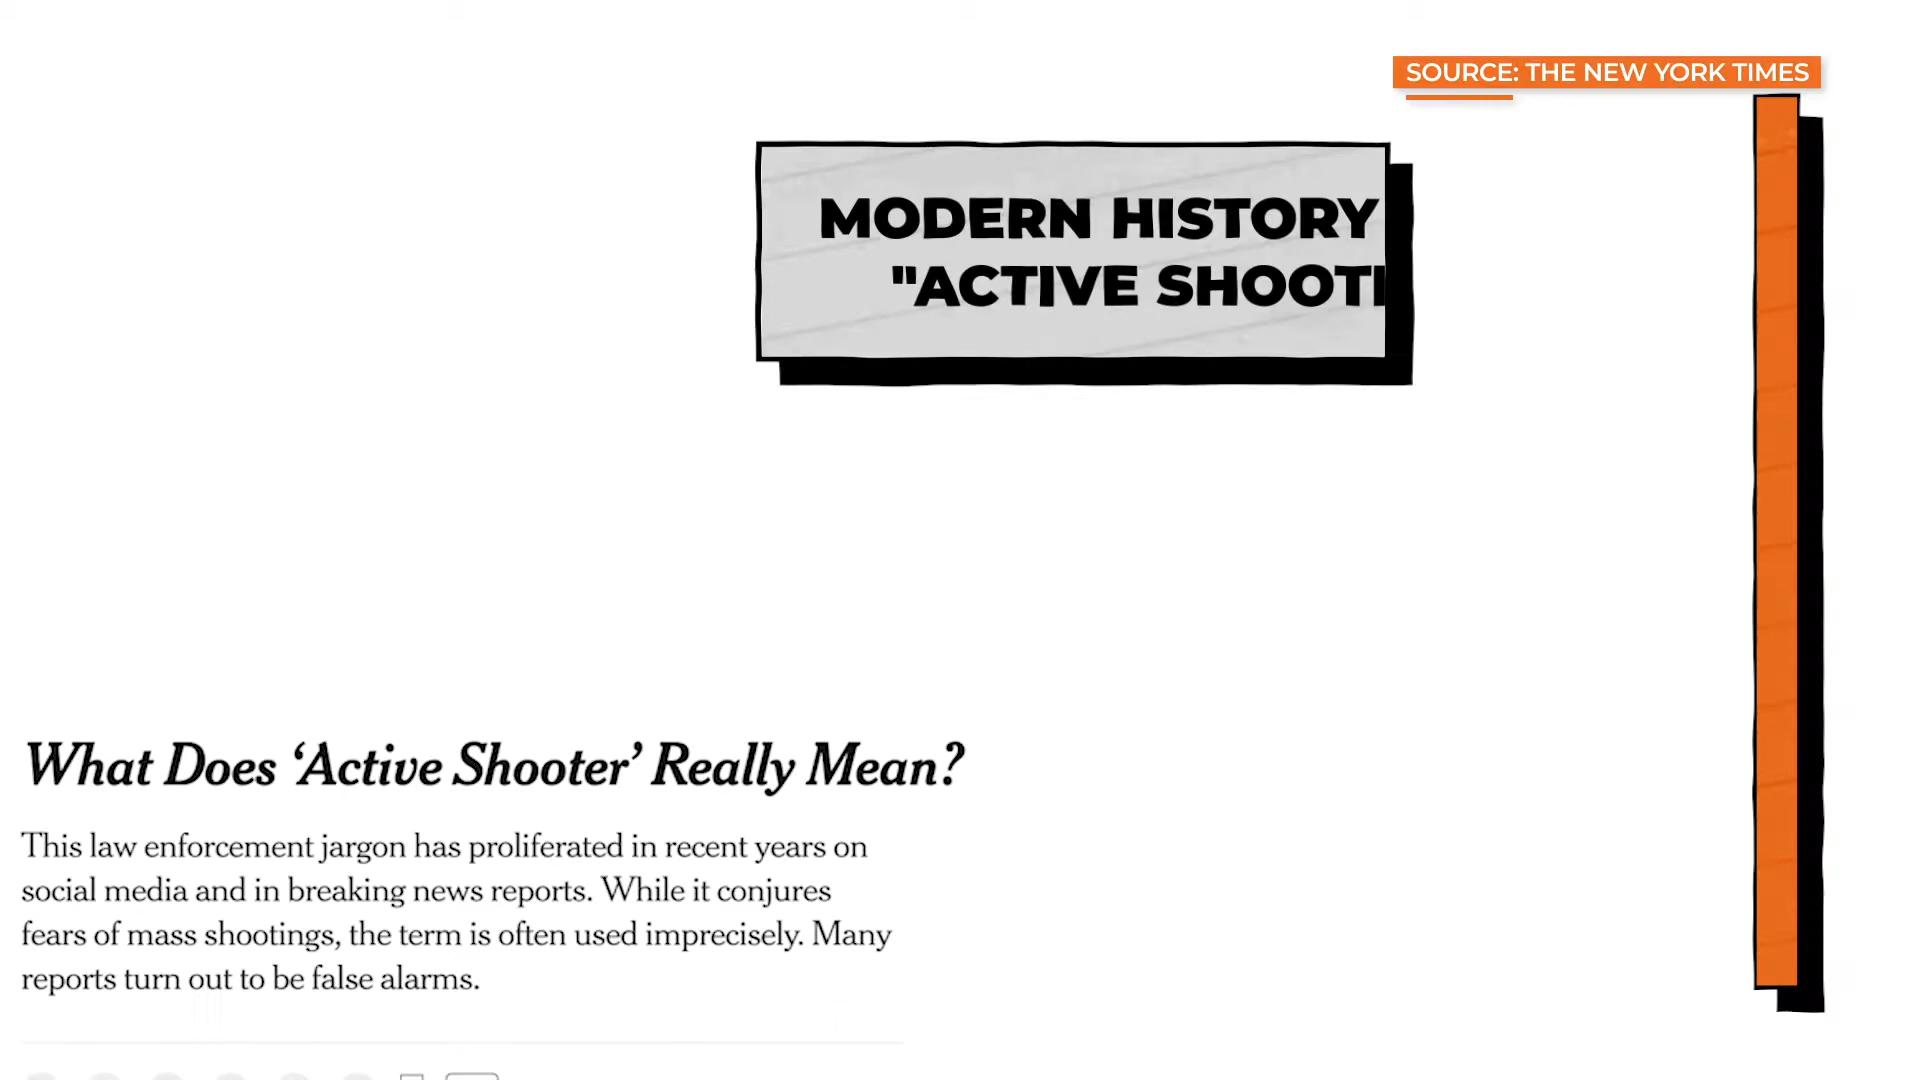 SOURCE: THE NEW YORK TIMES
MODERN HISTORY
"ACTIVE
What Does ‘Active Shooter’ Really Mean?
This law enforcement jargon has proliferated in recent years on
social media and in breaking news reports. While it conjures
fears of mass shootings, the term is often used imprecisely. Many
reports turn out to be false alarms.